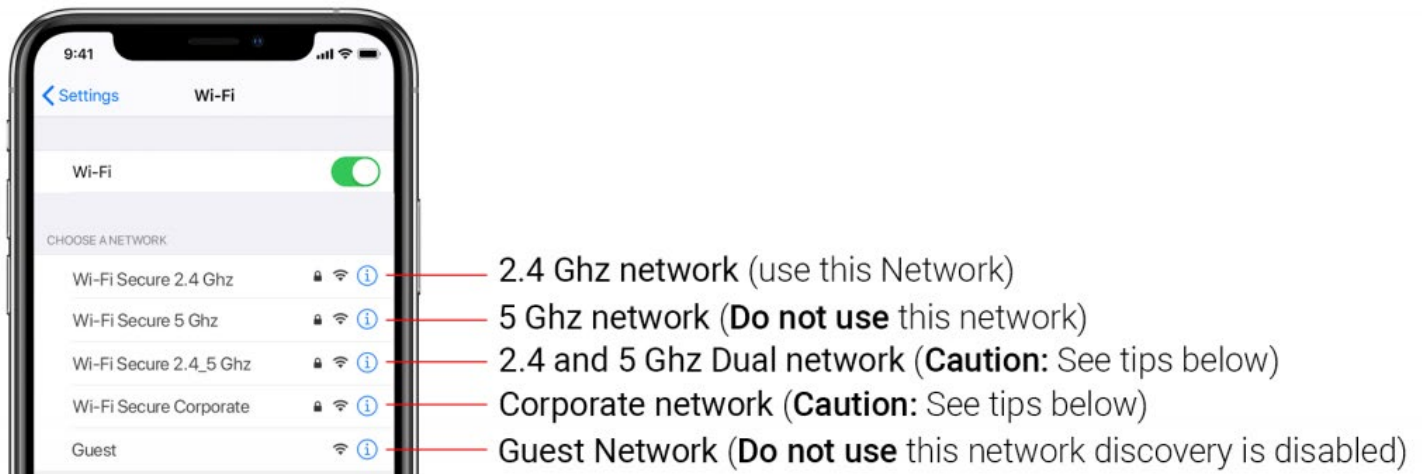 9:41
Settings
Wi-Fi
Wi-Fi
CHOOSE A NETWORK
Wi-Fi Secure 2.4 Ghz
2.4 Ghz network (use this Network)
Wi-Fi Secure 5 Ghz
5 Ghz network (Do not use this network)
Wi-Fi Secure 2.4_5 Ghz
2.4 and 5 Ghz Dual network (Caution: See tips below)
Wi-Fi Secure Corporate
Corporate network (Caution: See tips below)
Guest
Guest Network (Do not use this network discovery is disabled)